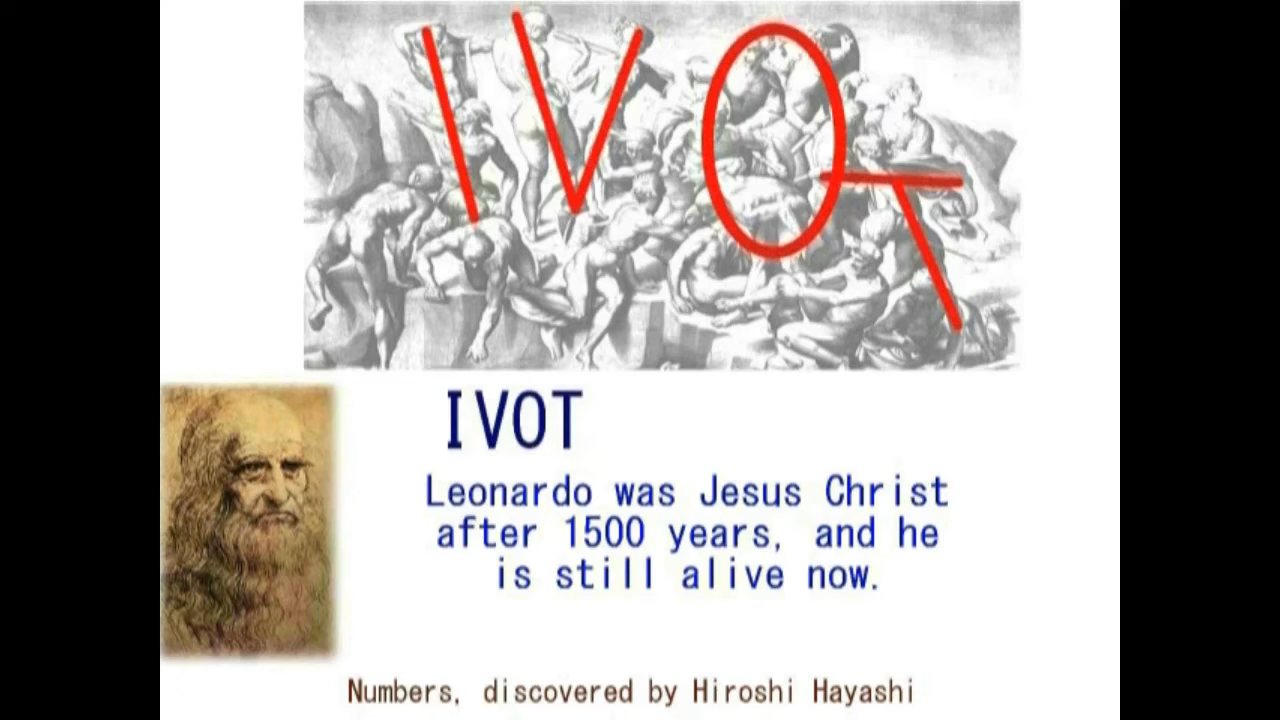 IVOT
IVOT
Leonardo was Jesus Christ
after 1500 years, and he
is still alive now.
Numbers, discovered by Hiroshi Hayashi